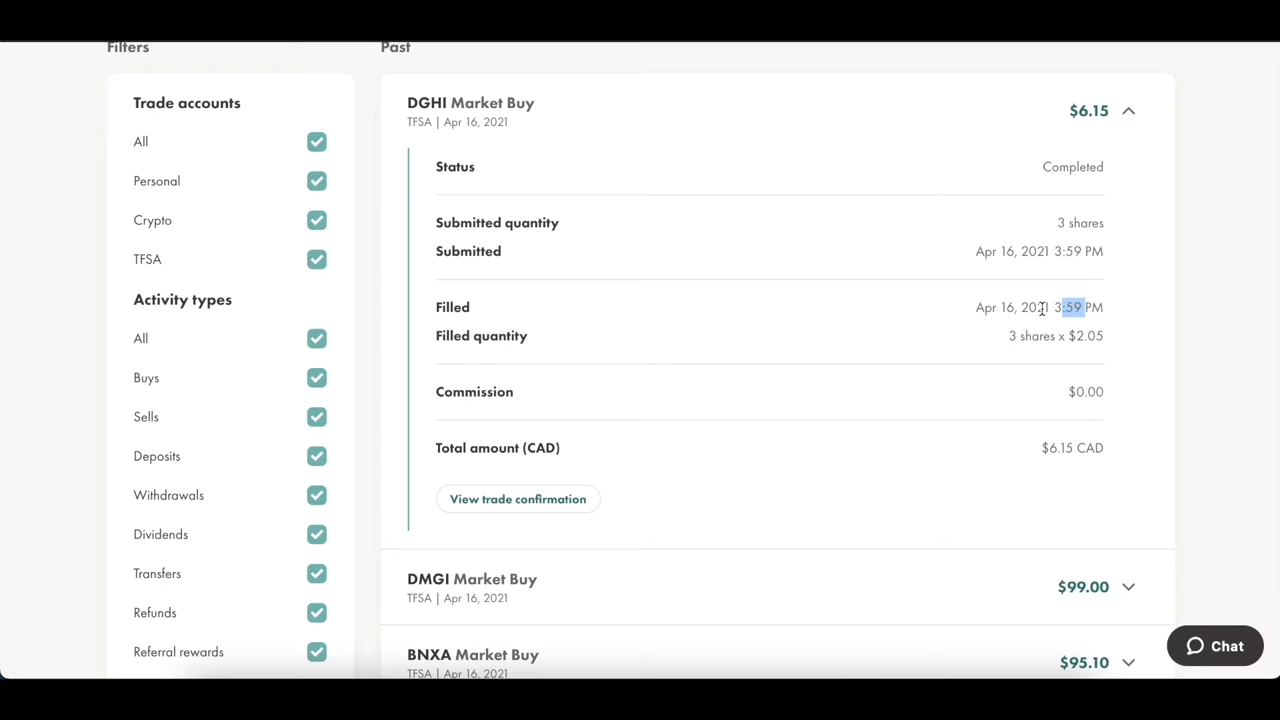 Filters
Trade accounts
All
Personal
Crypto
TFSA
Activity types
All
Buys
Sells
Deposits
Withdrawals
Dividends
Transfers
Refunds
Referral rewards
Past
DGHI Market Buy
TFSA | Apr 16, 2021
$6.15
Status Completed
Submitted quantity 3 shares
Submitted Apr 16, 2021 3:59 PM
Filled Apr 16, 2021 3:59 PM
Filled quantity 3 shares x $2.05
Commission $0.00
Total amount (CAD) $6.15 CAD
View trade confirmation
DMGI Market Buy
TFSA | Apr 16, 2021
$99.00
BNXA Market Buy
TFSA | Apr 16, 2021
$95.10
Chat